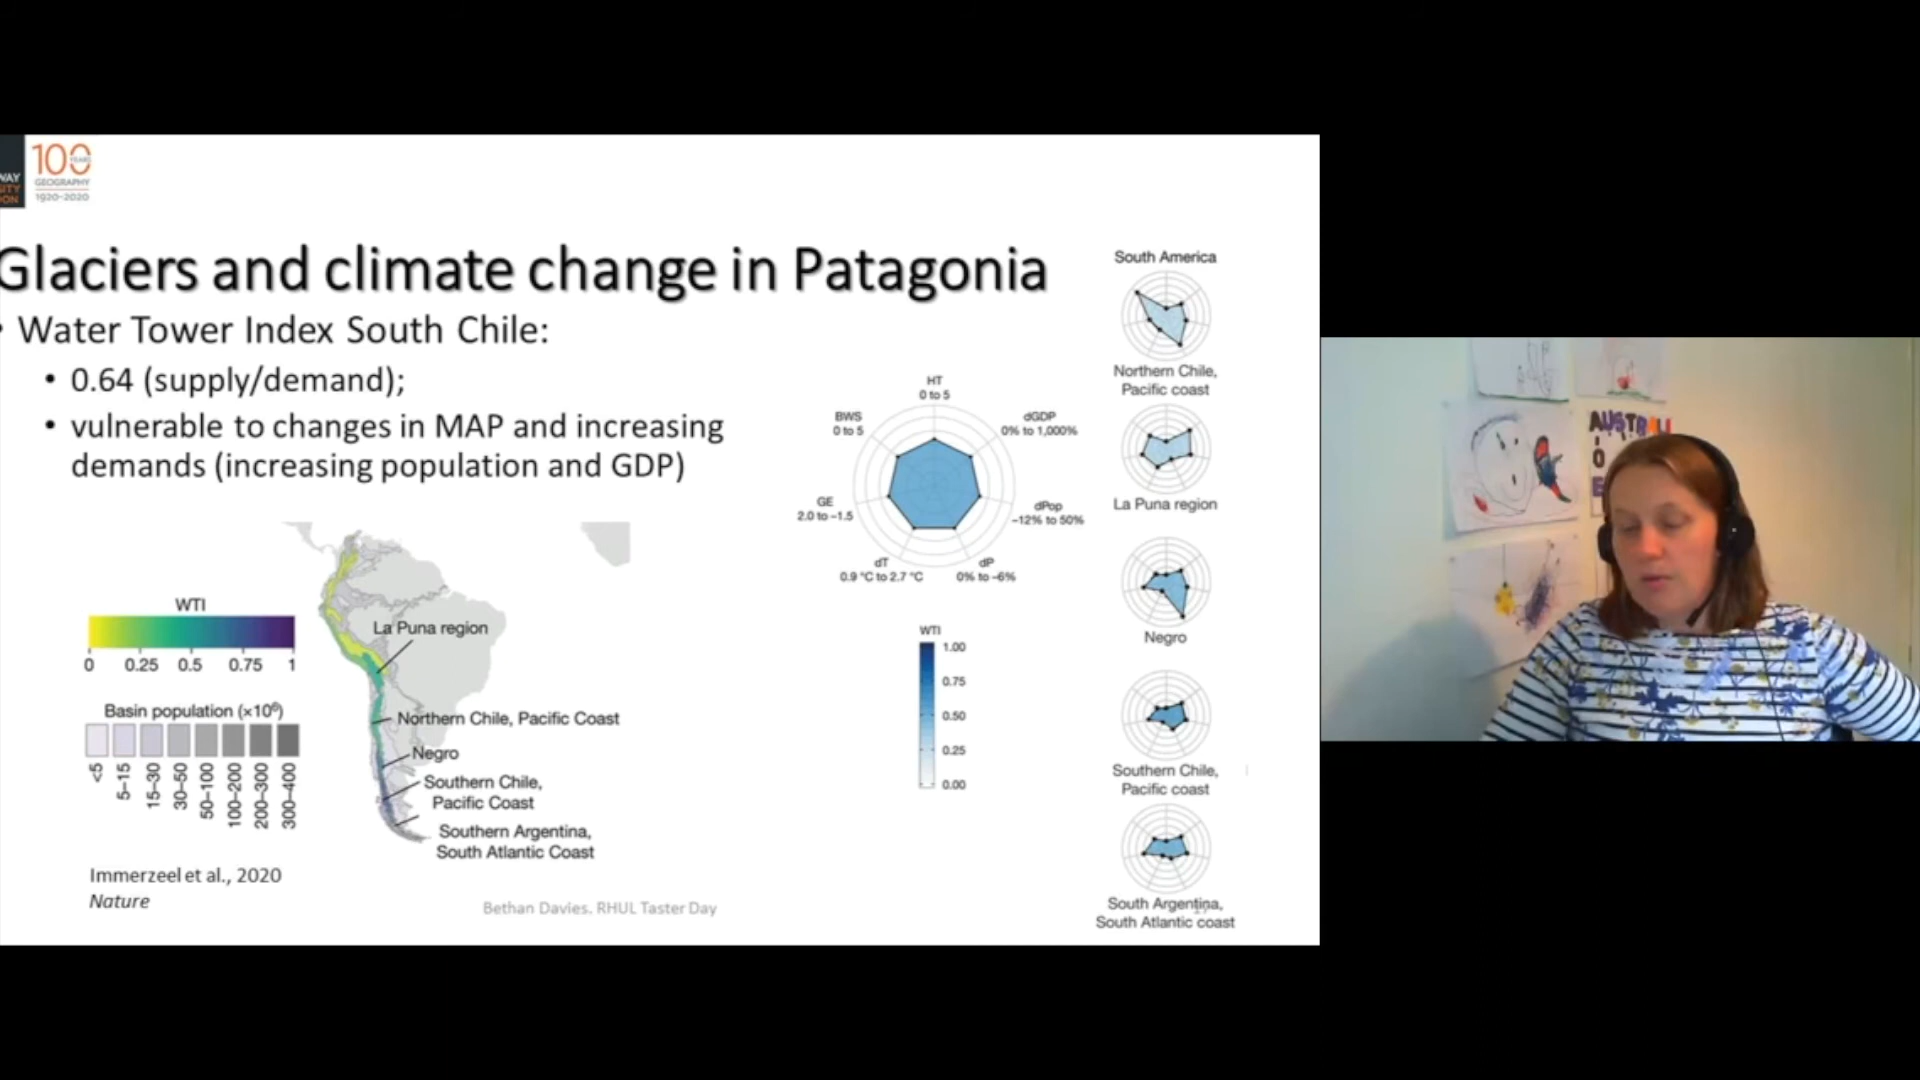 WAY
SITY
DON
100
YEARS
GEOGRAPHY
1920–2020
Glaciers and climate change in Patagonia
• Water Tower Index South Chile:
• 0.64 (supply/demand);
• vulnerable to changes in MAP and increasing
demands (increasing population and GDP)
WTI
0 0.25 0.5 0.75 1
Basin population (×10⁶)
<5 5–15 15–30 30–50 50–100 100–200 200–300 300–400
La Puna region
Northern Chile, Pacific Coast
Negro
Southern Chile,
Pacific Coast
Southern Argentina,
South Atlantic Coast
Immerzeel et al., 2020
Nature
Bethan Davies. RHUL Taster Day
HT
0 to 5
dGDP
0% to 1,000%
dPop
–12% to 50%
dP
0% to –6%
dT
0.9 °C to 2.7 °C
GE
2.0 to –1.5
BWS
0 to 5
WTI
1.00
0.75
0.50
0.25
0.00
South America
Northern Chile,
Pacific coast
La Puna region
Negro
Southern Chile,
Pacific coast
South Argentina,
South Atlantic coast
AUSTRALI
O
E